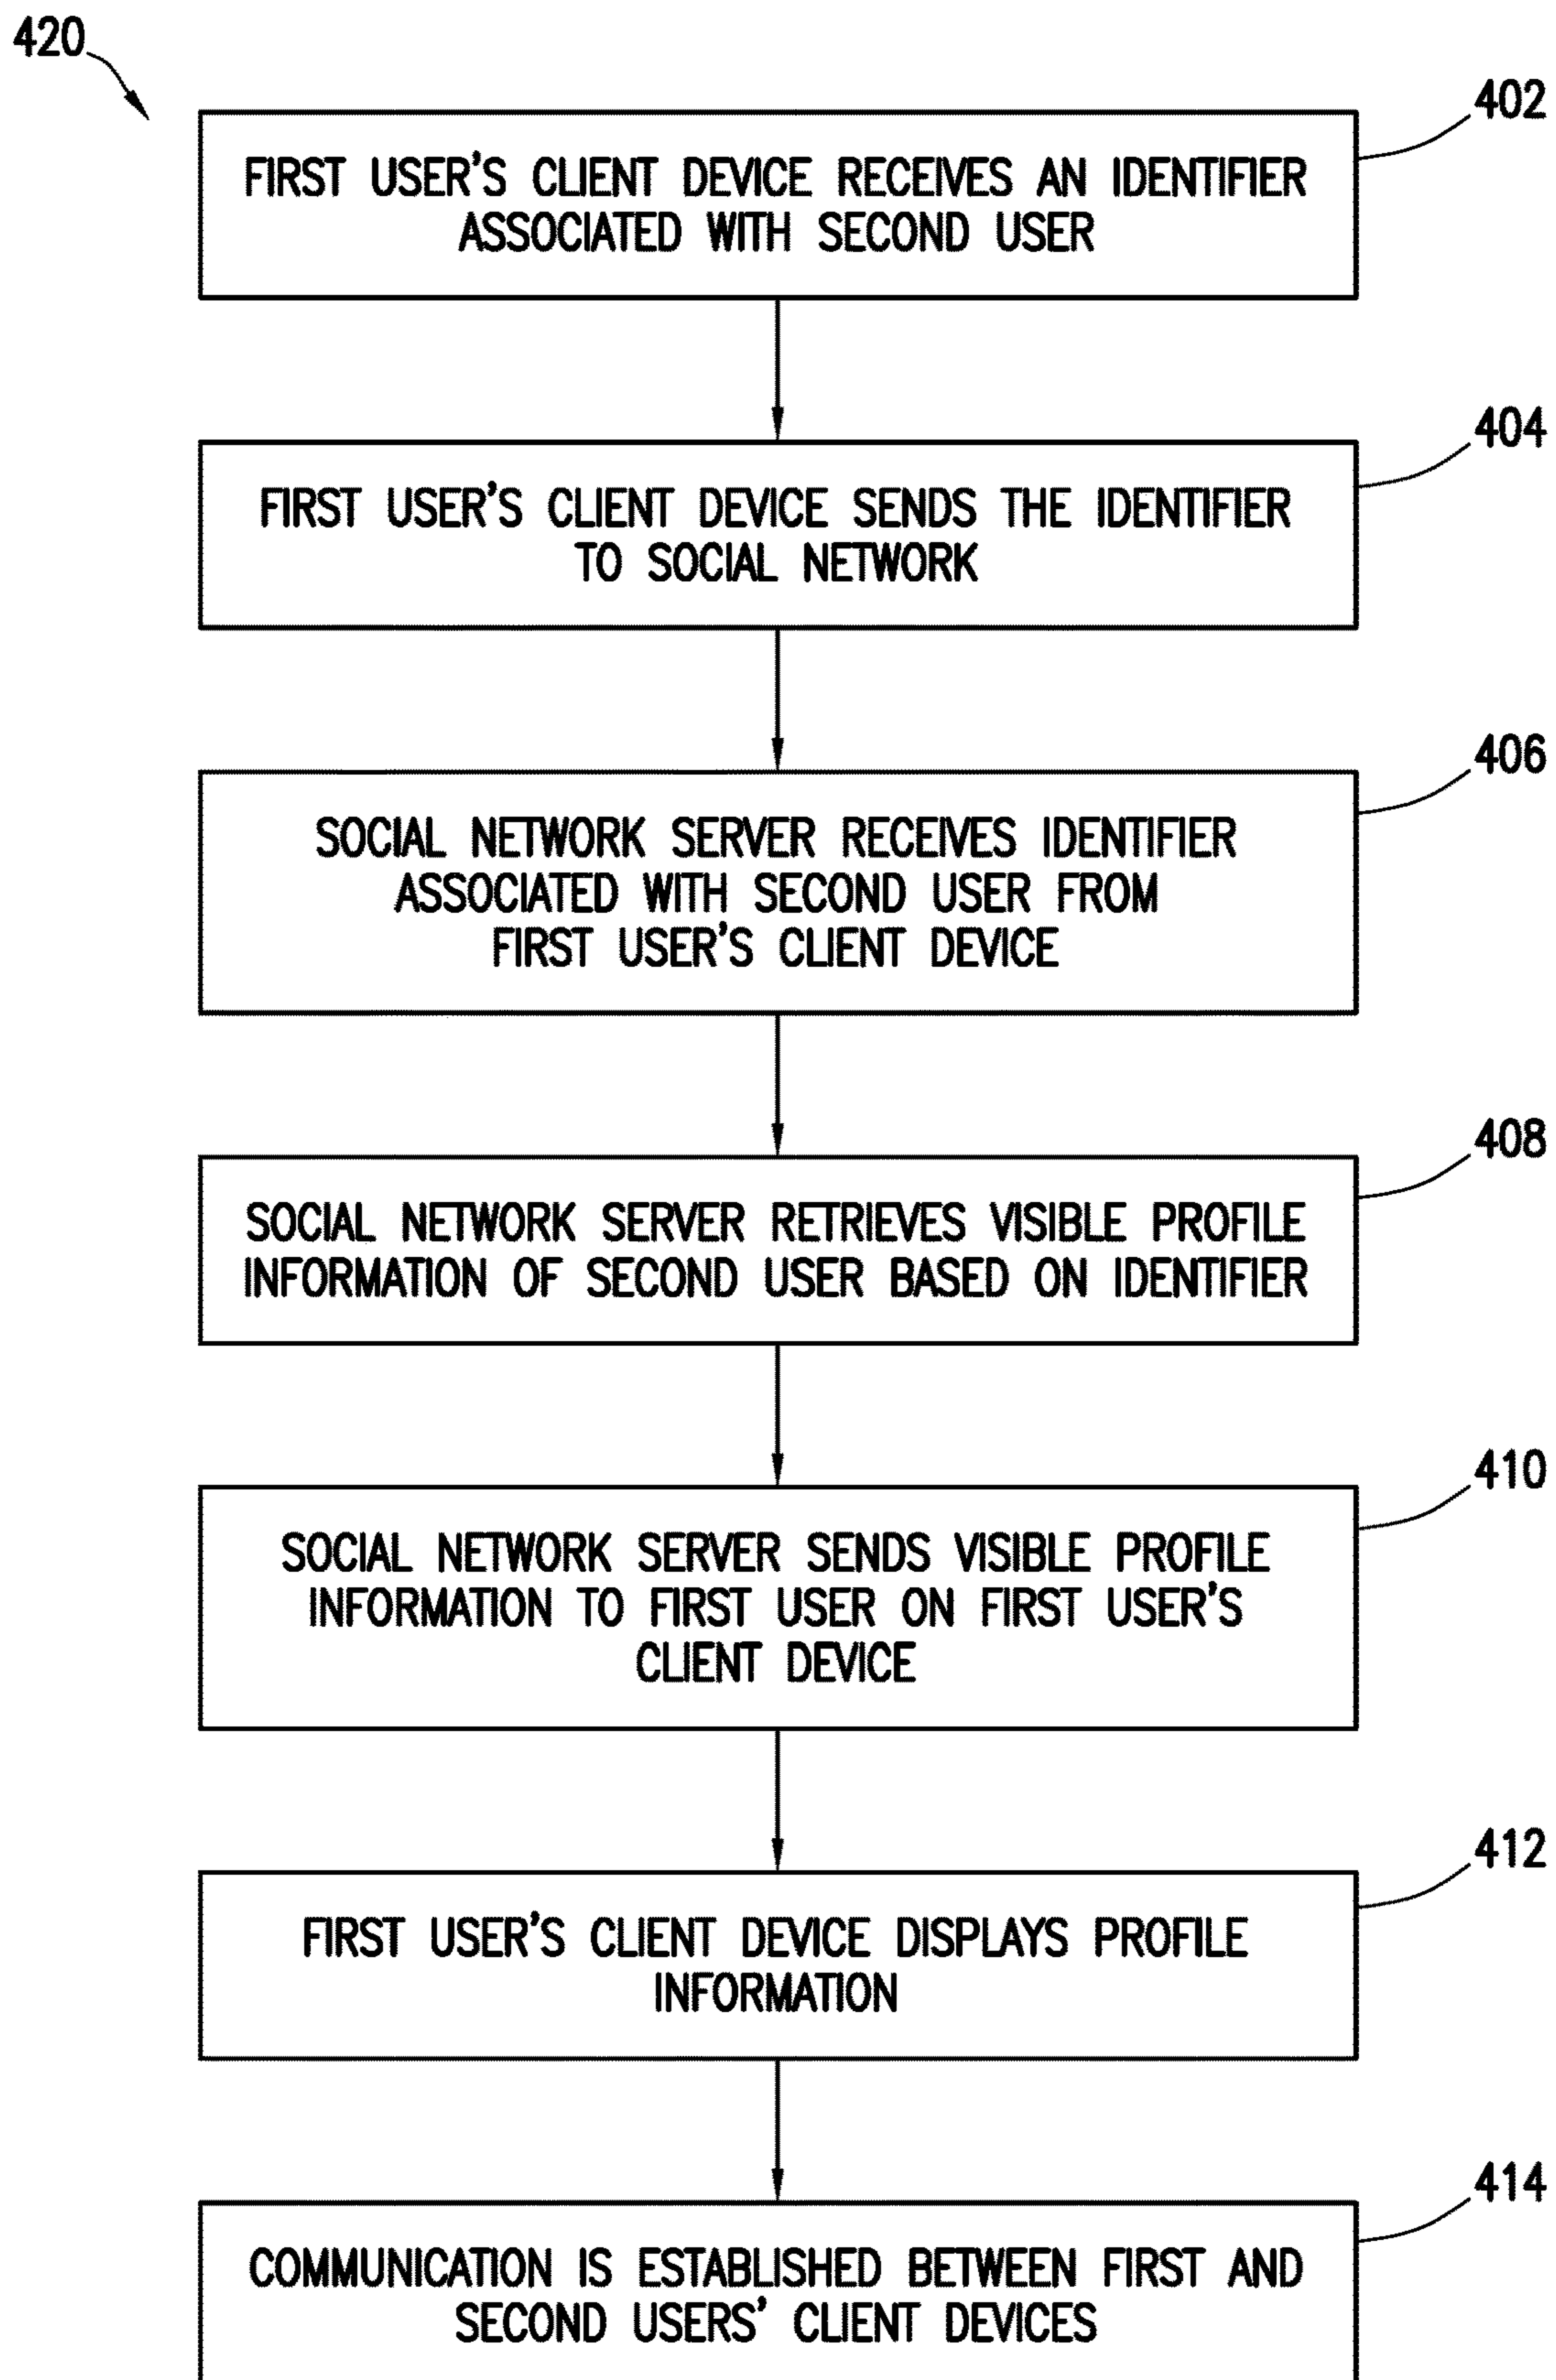 420
402
FIRST USER'S CLIENT DEVICE RECEIVES AN IDENTIFIER
ASSOCIATED WITH SECOND USER
404
FIRST USER'S CLIENT DEVICE SENDS THE IDENTIFIER
TO SOCIAL NETWORK
406
SOCIAL NETWORK SERVER RECEIVES IDENTIFIER
ASSOCIATED WITH SECOND USER FROM
FIRST USER'S CLIENT DEVICE
408
SOCIAL NETWORK SERVER RETRIEVES VISIBLE PROFILE
INFORMATION OF SECOND USER BASED ON IDENTIFIER
410
SOCIAL NETWORK SERVER SENDS VISIBLE PROFILE
INFORMATION TO FIRST USER ON FIRST USER'S
CLIENT DEVICE
412
FIRST USER'S CLIENT DEVICE DISPLAYS PROFILE
INFORMATION
414
COMMUNICATION IS ESTABLISHED BETWEEN FIRST AND
SECOND USERS' CLIENT DEVICES